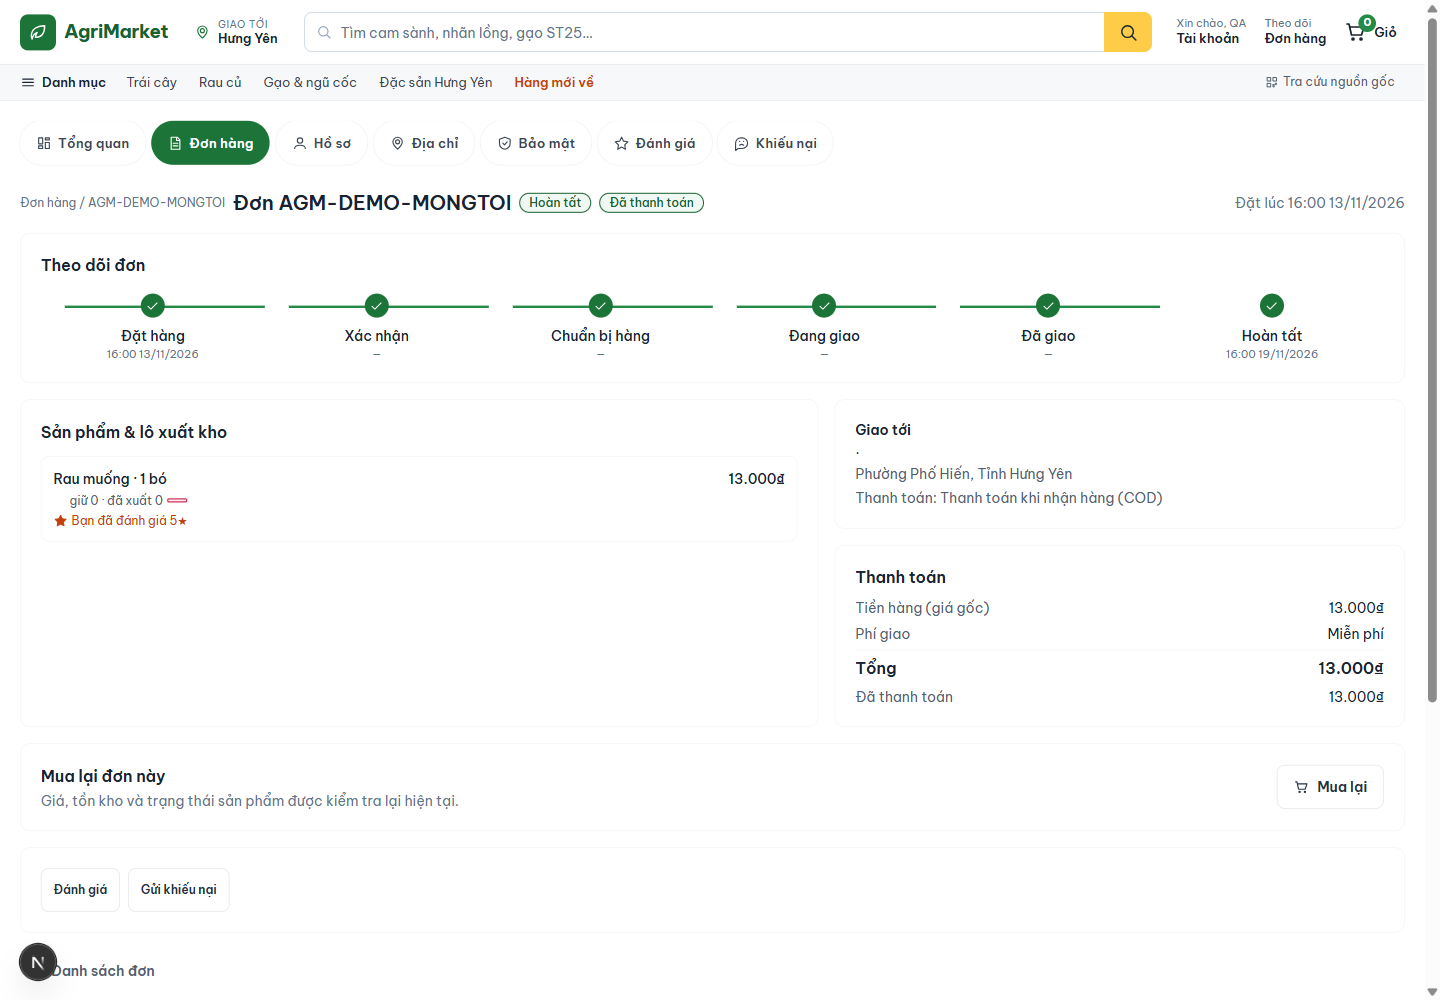 AgriMarket
GIAO TỚI
Hưng Yên
Tìm cam sành, nhãn lồng, gạo ST25...
Xin chào, QA
Tài khoản
Theo dõi
Đơn hàng
0
Giỏ
Danh mục
Trái cây
Rau củ
Gạo & ngũ cốc
Đặc sản Hưng Yên
Hàng mới về
Tra cứu nguồn gốc
Tổng quan
Đơn hàng
Hồ sơ
Địa chỉ
Bảo mật
Đánh giá
Khiếu nại
Đơn hàng / AGM-DEMO-MONGTOI
Đơn AGM-DEMO-MONGTOI
Hoàn tất
Đã thanh toán
Đặt lúc 16:00 13/11/2026
Theo dõi đơn
Đặt hàng
16:00 13/11/2026
Xác nhận
–
Chuẩn bị hàng
–
Đang giao
–
Đã giao
–
Hoàn tất
16:00 19/11/2026
Sản phẩm & lô xuất kho
Rau muống · 1 bó
13.000₫
giữ 0 · đã xuất 0
Bạn đã đánh giá 5★
Giao tới
.
Phường Phố Hiến, Tỉnh Hưng Yên
Thanh toán: Thanh toán khi nhận hàng (COD)
Thanh toán
Tiền hàng (giá gốc)
13.000₫
Phí giao
Miễn phí
Tổng
13.000₫
Đã thanh toán
13.000₫
Mua lại đơn này
Giá, tồn kho và trạng thái sản phẩm được kiểm tra lại hiện tại.
Mua lại
Đánh giá
Gửi khiếu nại
N
Danh sách đơn